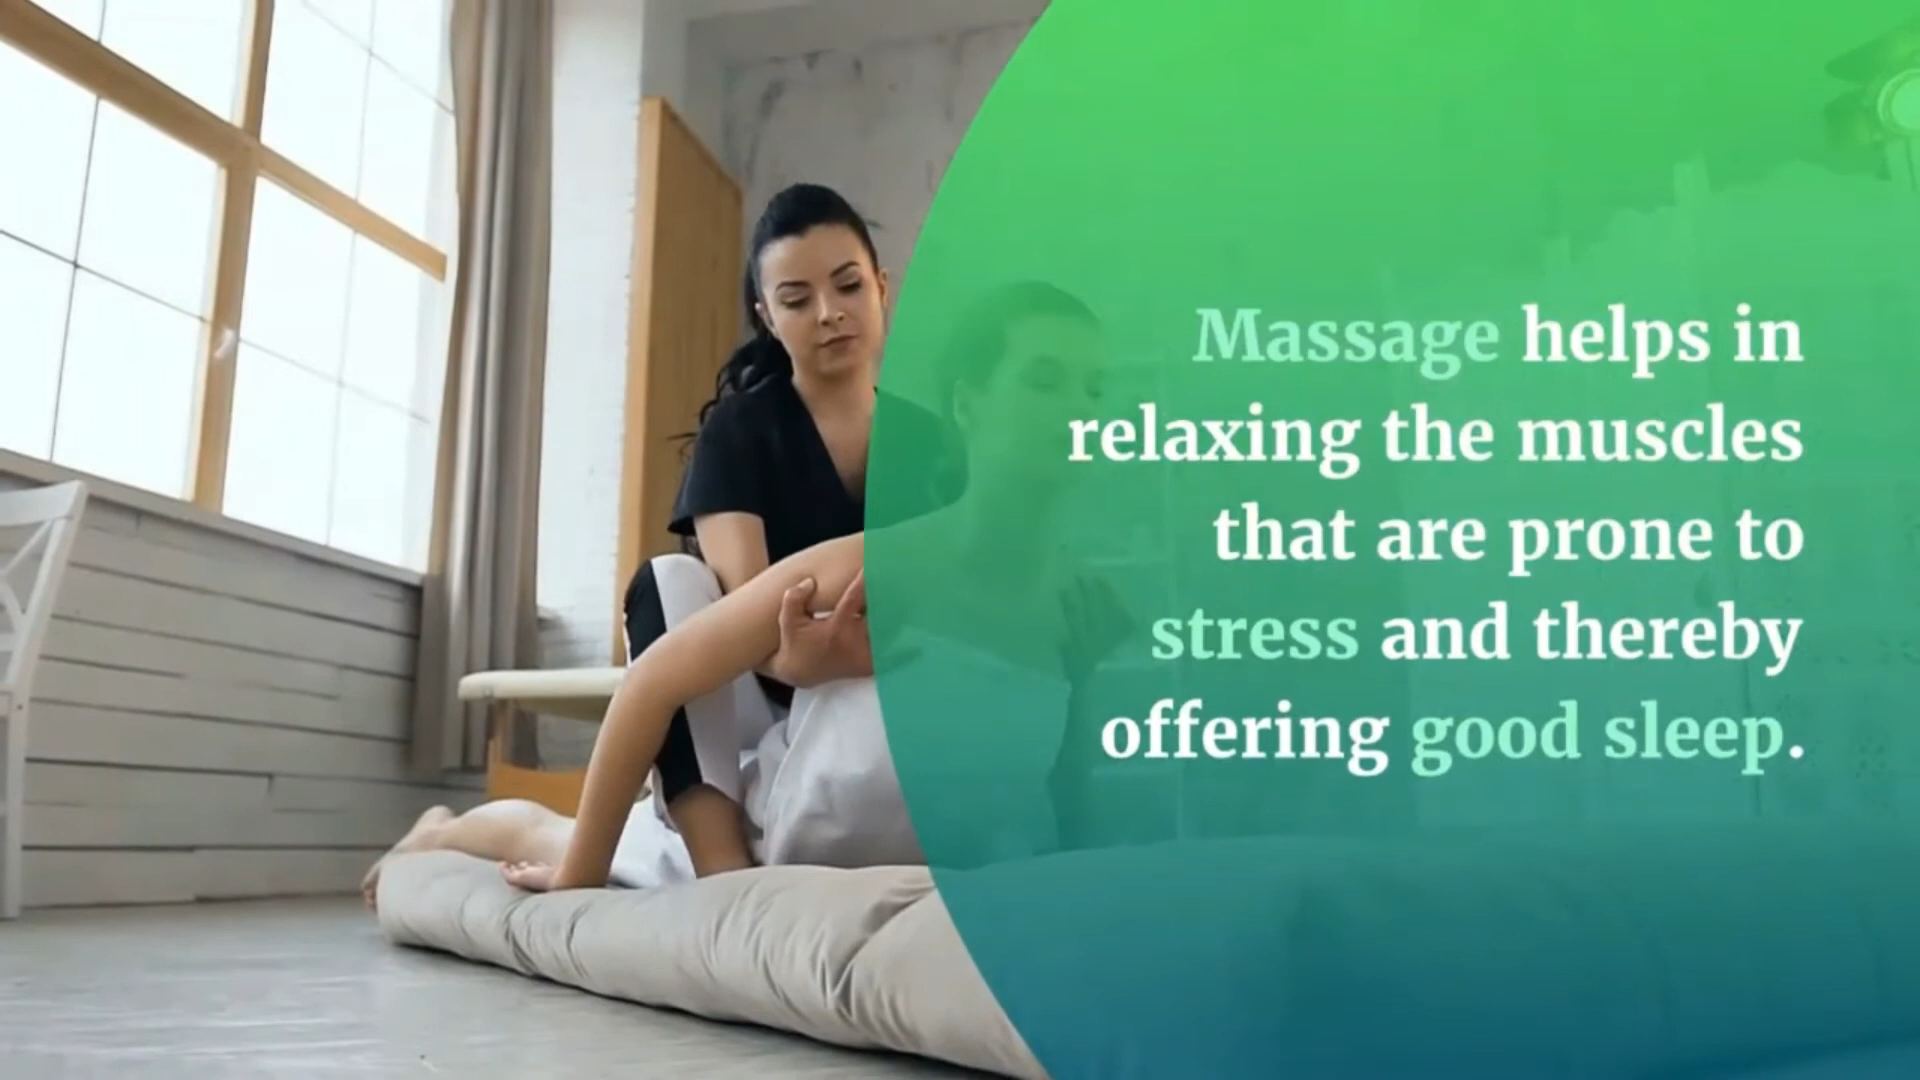 Massage helps in
relaxing the muscles
that are prone to
stress and thereby
offering good sleep.